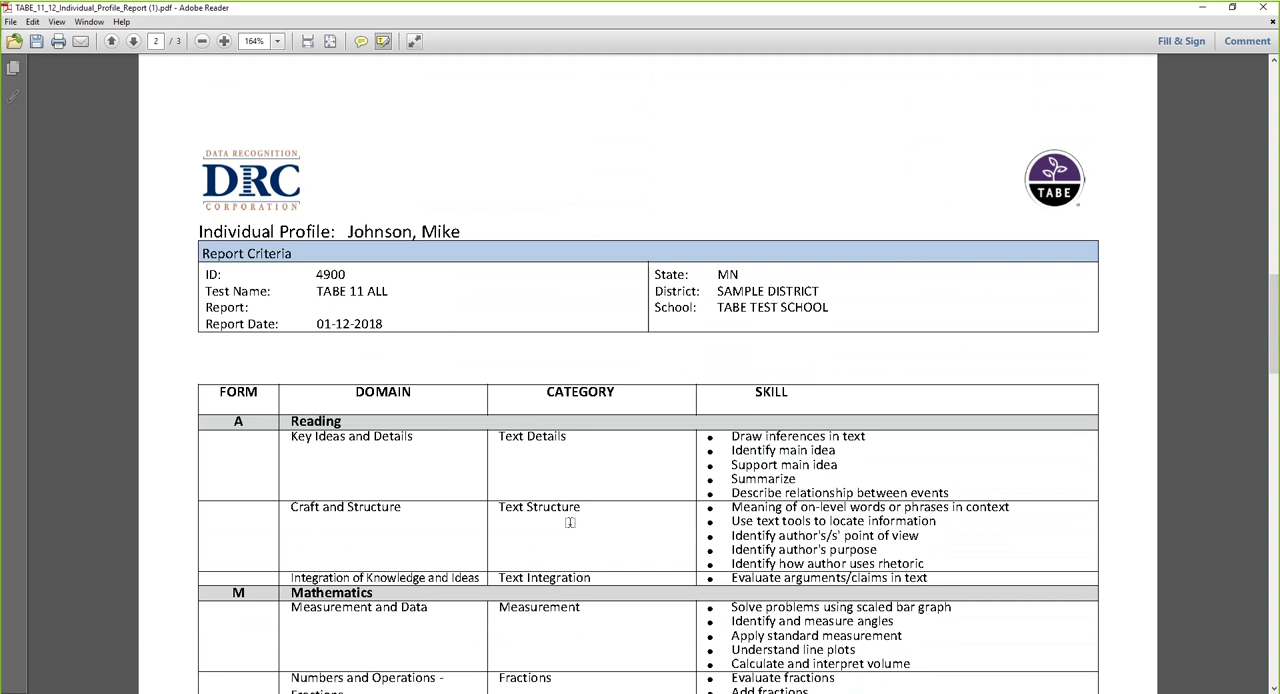 TABE_11_12_Individual_Profile_Report (1).pdf - Adobe Reader
File Edit View Window Help
2 / 3 164% Fill & Sign Comment
DATA RECOGNITION
DRC
CORPORATION
TABE
Individual Profile: Johnson, Mike
Report Criteria
ID: 4900 State: MN
Test Name: TABE 11 ALL District: SAMPLE DISTRICT
Report: School: TABE TEST SCHOOL
Report Date: 01-12-2018
FORM DOMAIN CATEGORY SKILL
A Reading
Key Ideas and Details Text Details • Draw inferences in text
• Identify main idea
• Support main idea
• Summarize
• Describe relationship between events
Craft and Structure Text Structure • Meaning of on-level words or phrases in context
• Use text tools to locate information
• Identify author's/s' point of view
• Identify author's purpose
• Identify how author uses rhetoric
Integration of Knowledge and Ideas Text Integration • Evaluate arguments/claims in text
M Mathematics
Measurement and Data Measurement • Solve problems using scaled bar graph
• Identify and measure angles
• Apply standard measurement
• Understand line plots
• Calculate and interpret volume
Numbers and Operations - Fractions • Evaluate fractions
Fractions • Add fractions